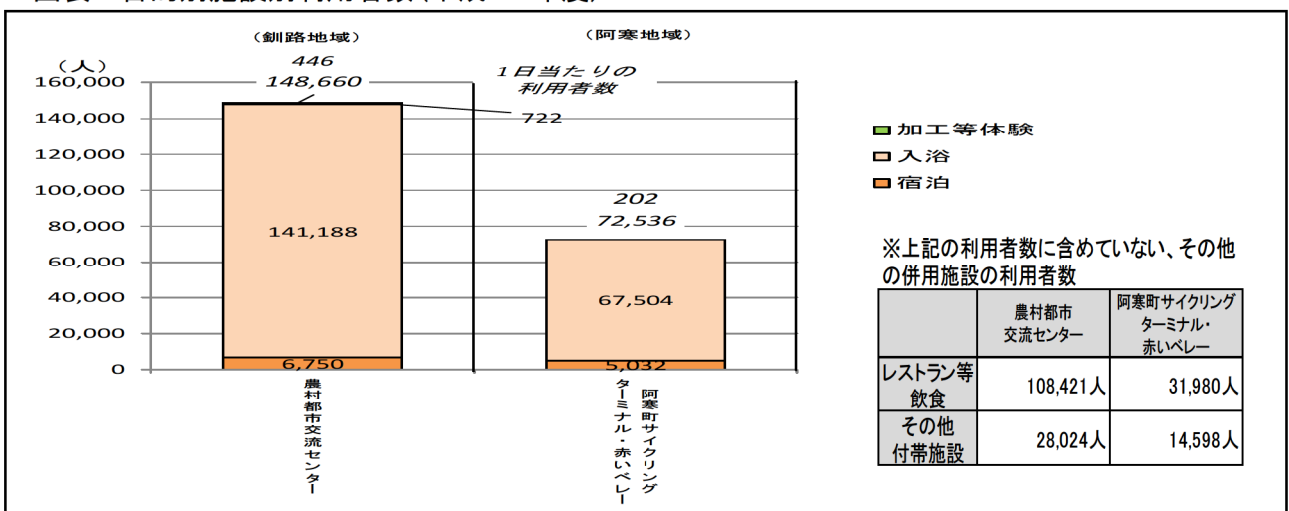 （釧路地域）
（阿寒地域）
（人）
446
148,660
1日当たりの
利用者数
722
160,000
140,000
120,000
100,000
80,000
60,000
40,000
20,000
0
141,188
6,750
202
72,536
67,504
5,032
農村都市交流センター
阿寒町サイクリング
ターミナル・赤いベレー
加工等体験
入浴
宿泊
※上記の利用者数に含めていない、その他
の併用施設の利用者数
農村都市
交流センター
阿寒町サイクリング
ターミナル・
赤いベレー
レストラン等
飲食
108,421人
31,980人
その他
付帯施設
28,024人
14,598人